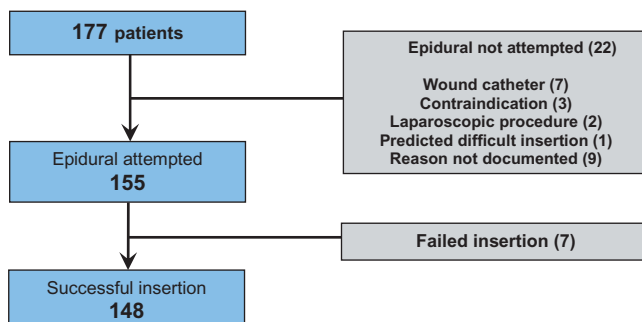 177 patients
Epidural not attempted (22)
Wound catheter (7)
Contraindication (3)
Laparoscopic procedure (2)
Predicted difficult insertion (1)
Reason not documented (9)
Epidural attempted
155
Failed insertion (7)
Successful insertion
148